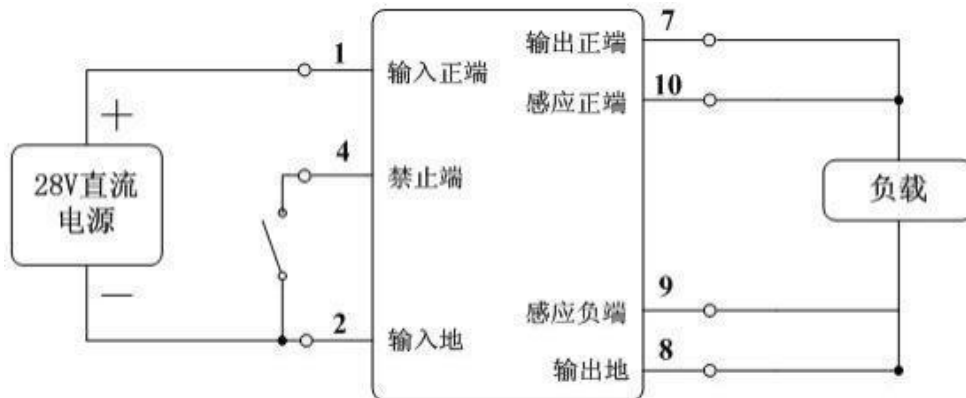 1
输入正端
输出正端
7
感应正端
10
+
28V直流
电源
—
4
禁止端
负载
2
输入地
感应负端
9
输出地
8